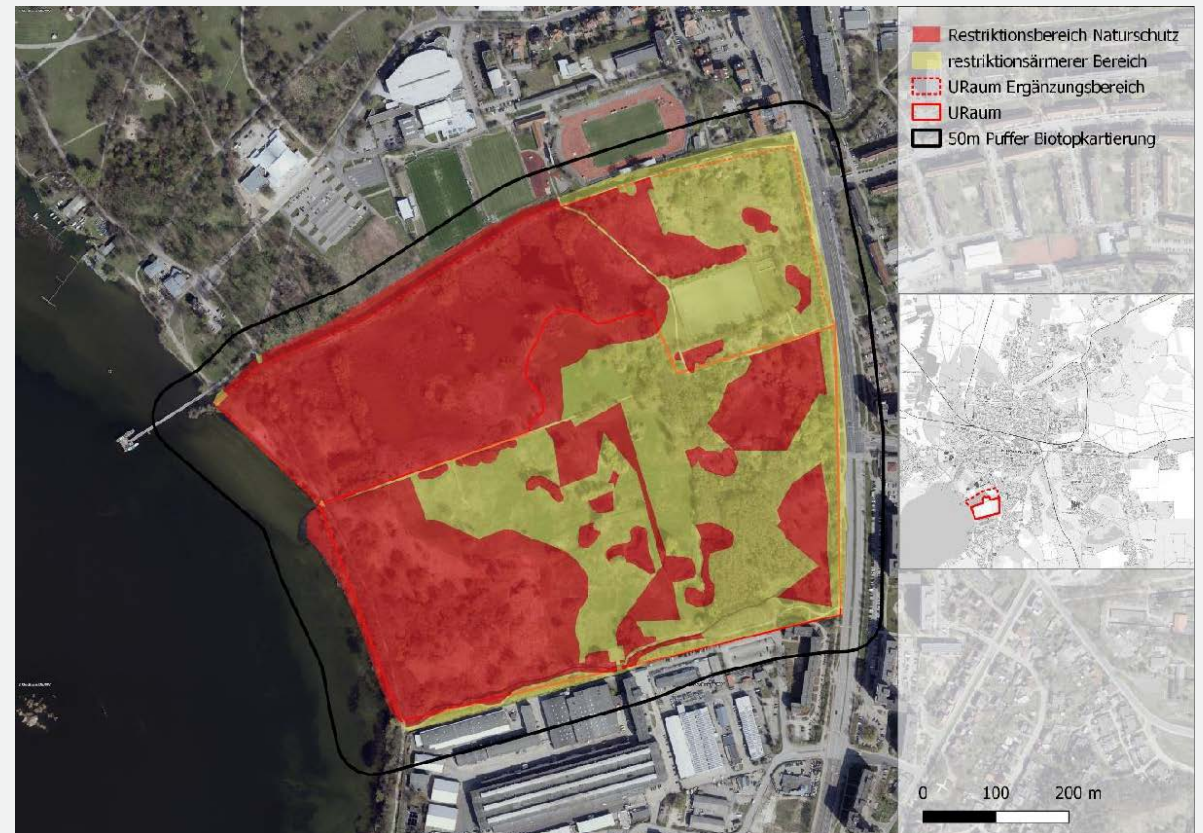 Restriktionsbereich Naturschutz
restriktionsärmerer Bereich
URaum Ergänzungsbereich
URaum
50m Puffer Biotopkartierung
0 100 200 m